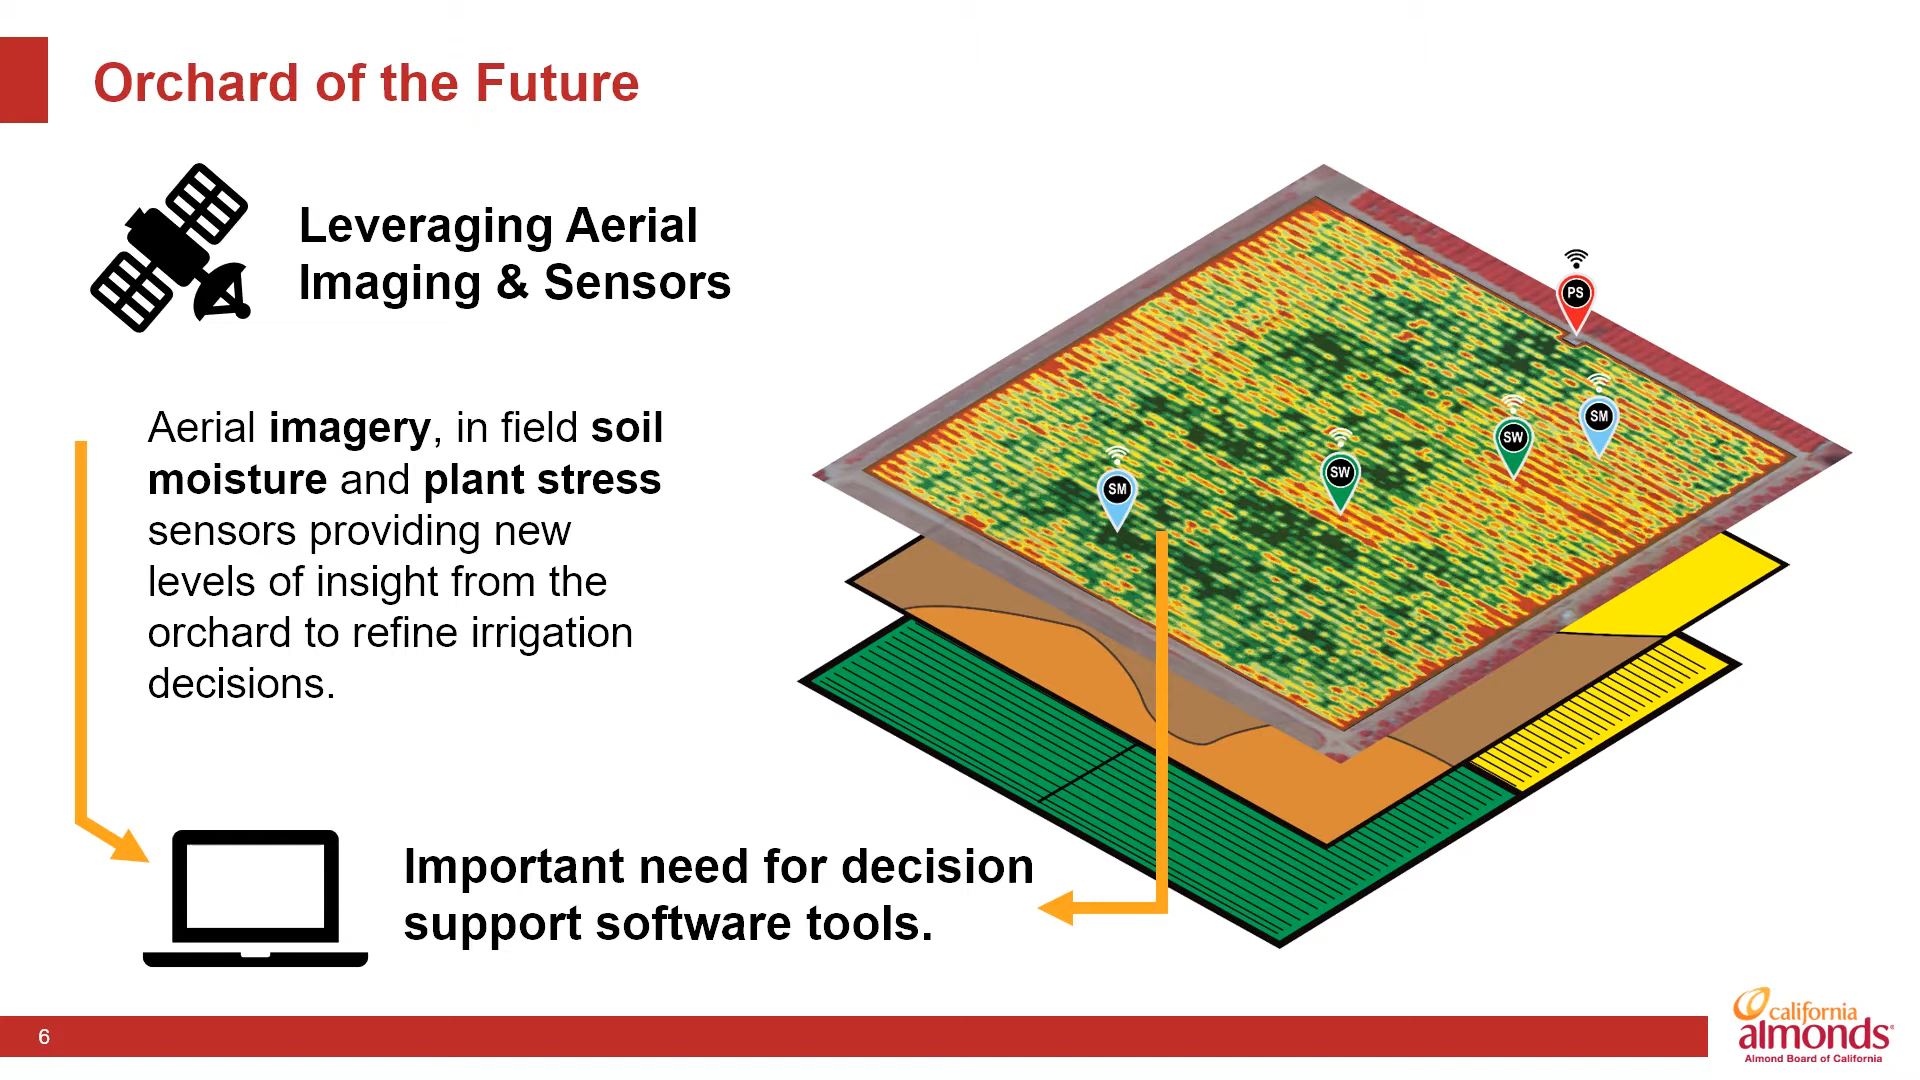 Orchard of the Future
Leveraging Aerial
Imaging & Sensors
Aerial imagery, in field soil
moisture and plant stress
sensors providing new
levels of insight from the
orchard to refine irrigation
decisions.
PS
SM
SW
SW
SM
Important need for decision
support software tools.
6
california
almonds®
Almond Board of California